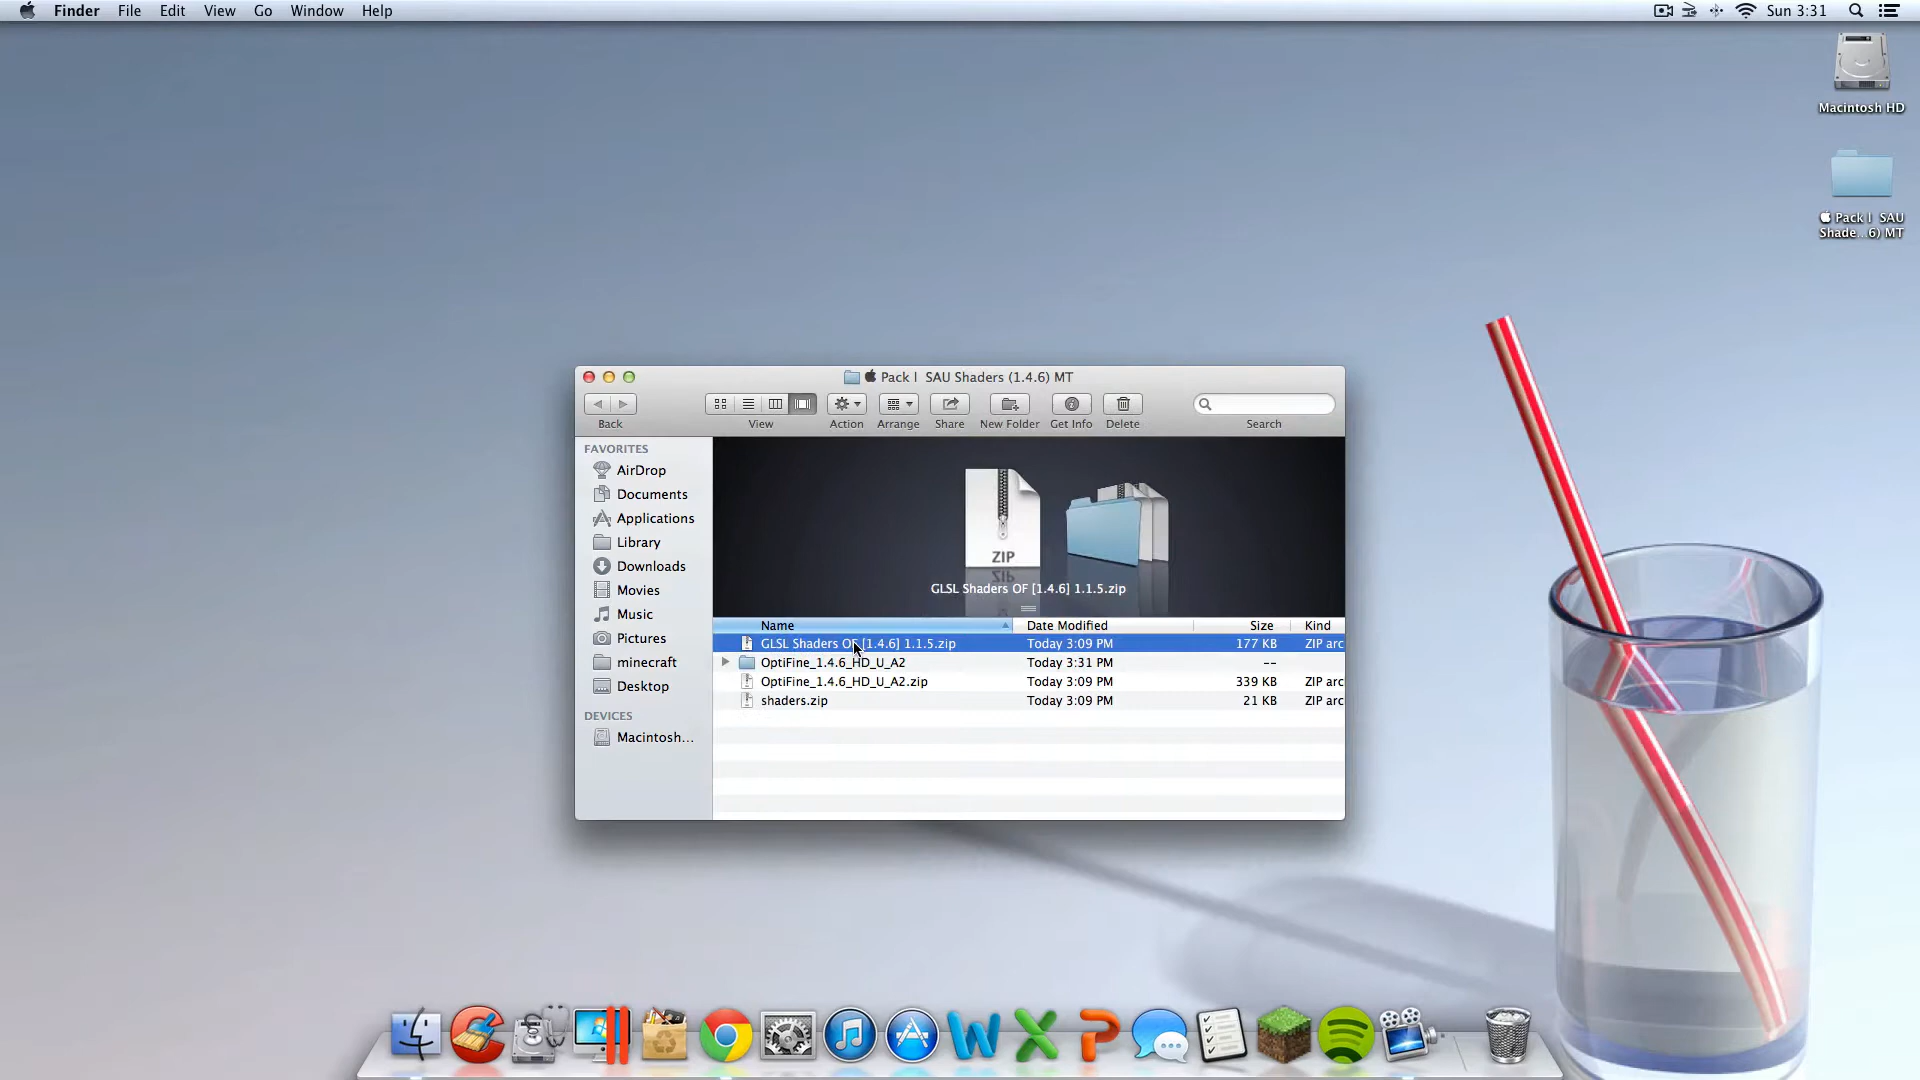 Finder File Edit View Go Window Help Sun 3:31
Macintosh HD
Pack | SAU
Shade...6) MT
Pack | SAU Shaders (1.4.6) MT
Back View Action Arrange Share New Folder Get Info Delete Search
FAVORITES
AirDrop
Documents
Applications
Library
Downloads
Movies
Music
Pictures
minecraft
Desktop
DEVICES
Macintosh...
ZIP
GLSL Shaders OF [1.4.6] 1.1.5.zip
Name Date Modified Size Kind
GLSL Shaders OF [1.4.6] 1.1.5.zip Today 3:09 PM 177 KB ZIP arc
OptiFine_1.4.6_HD_U_A2 Today 3:31 PM --
OptiFine_1.4.6_HD_U_A2.zip Today 3:09 PM 339 KB ZIP arc
shaders.zip Today 3:09 PM 21 KB ZIP arc